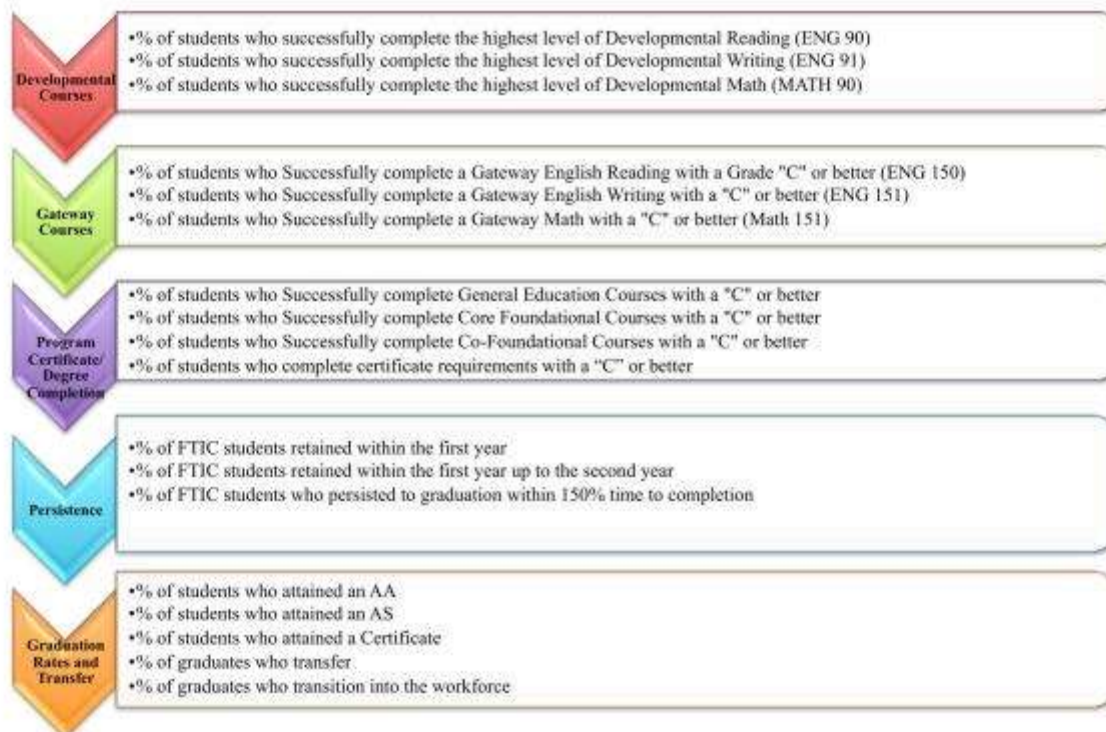 Developmental
Courses
•% of students who successfully complete the highest level of Developmental Reading (ENG 90)
•% of students who successfully complete the highest level of Developmental Writing (ENG 91)
•% of students who successfully complete the highest level of Developmental Math (MATH 90)
Gateway
Courses
•% of students who Successfully complete a Gateway English Reading with a Grade "C" or better (ENG 150)
•% of students who Successfully complete a Gateway English Writing with a "C" or better (ENG 151)
•% of students who Successfully complete a Gateway Math with a "C" or better (Math 151)
Program
Certificate/
Degree
Completion
•% of students who Successfully complete General Education Courses with a "C" or better
•% of students who Successfully complete Core Foundational Courses with a "C" or better
•% of students who Successfully complete Co-Foundational Courses with a "C" or better
•% of students who complete certificate requirements with a “C” or better
Persistence
•% of FTIC students retained within the first year
•% of FTIC students retained within the first year up to the second year
•% of FTIC students who persisted to graduation within 150% time to completion
Graduation
Rates and
Transfer
•% of students who attained an AA
•% of students who attained an AS
•% of students who attained a Certificate
•% of graduates who transfer
•% of graduates who transition into the workforce